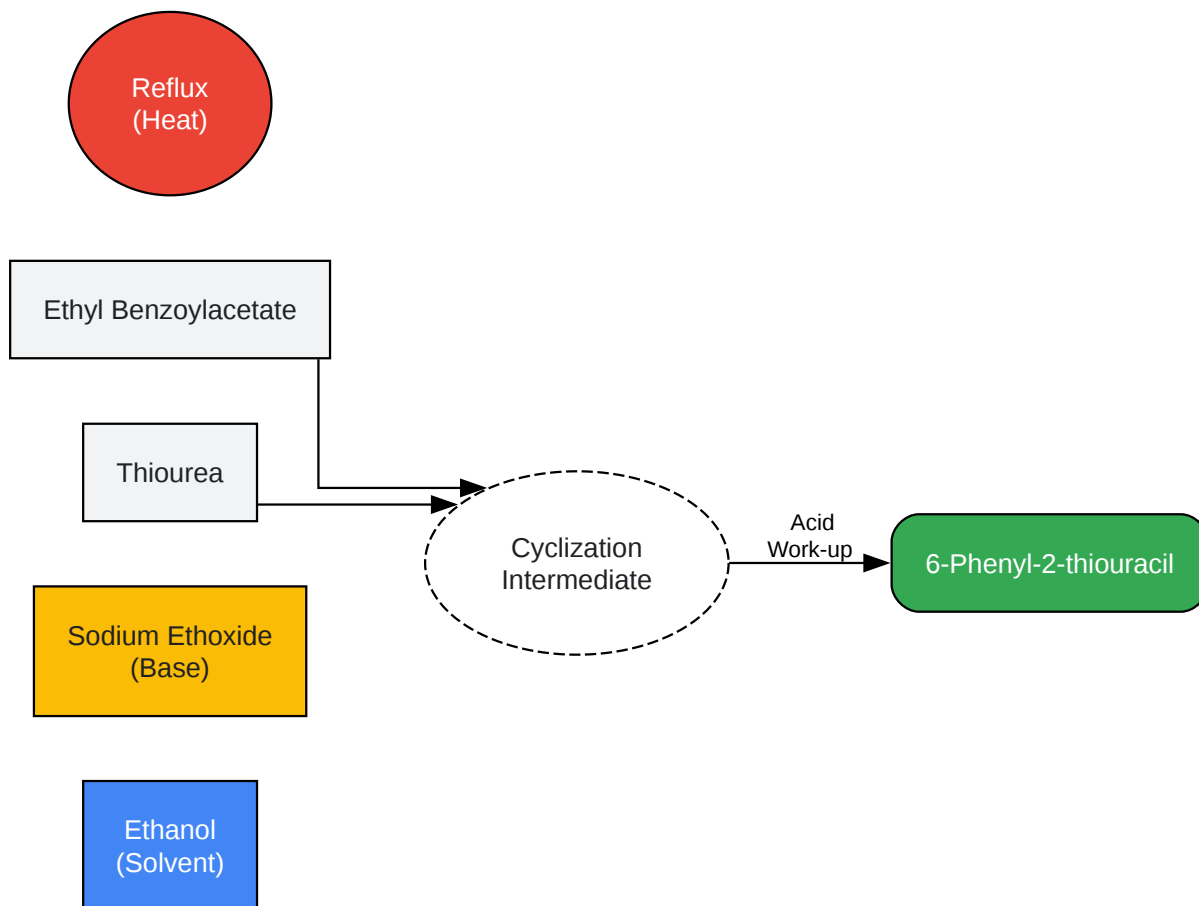 Reflux
(Heat)
Ethyl Benzoylacetate
Thiourea
Cyclization
Intermediate
Acid
Work-up
6-Phenyl-2-thiouracil
Sodium Ethoxide
(Base)
Ethanol
(Solvent)